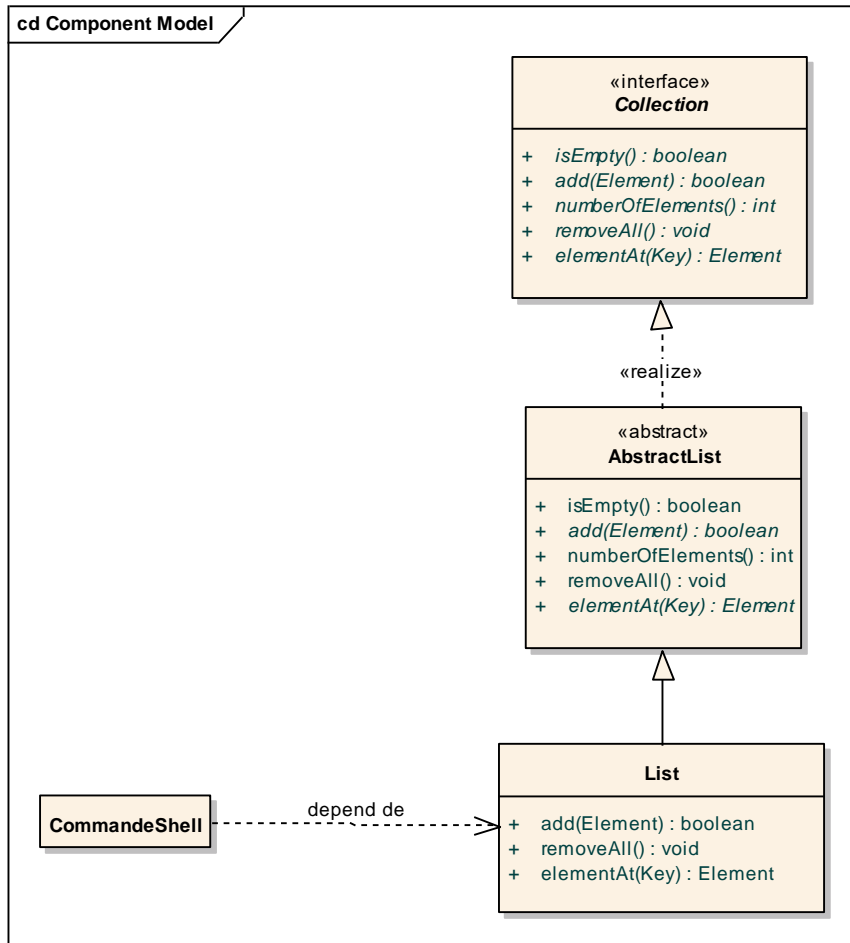 cd Component Model
«interface»
Collection
+ isEmpty() : boolean
+ add(Element) : boolean
+ numberOfElements() : int
+ removeAll() : void
+ elementAt(Key) : Element
«realize»
«abstract»
AbstractList
+ isEmpty() : boolean
+ add(Element) : boolean
+ numberOfElements() : int
+ removeAll() : void
+ elementAt(Key) : Element
List
+ add(Element) : boolean
+ removeAll() : void
+ elementAt(Key) : Element
CommandeShell
depend de